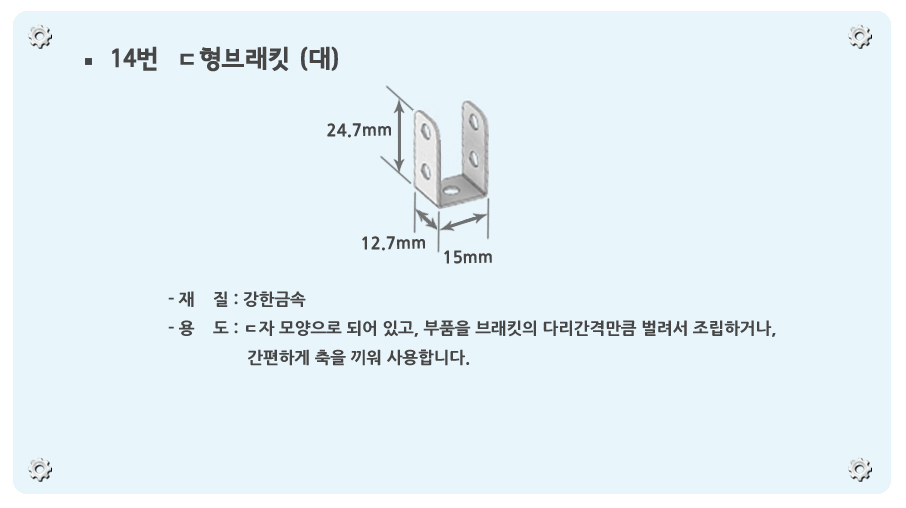 ▪ 14번 ㄷ형브래킷 (대)
24.7mm
12.7mm
15mm
- 재 질 : 강한금속
- 용 도 : ㄷ자 모양으로 되어 있고, 부품을 브래킷의 다리간격만큼 벌려서 조립하거나,
간편하게 축을 끼워 사용합니다.